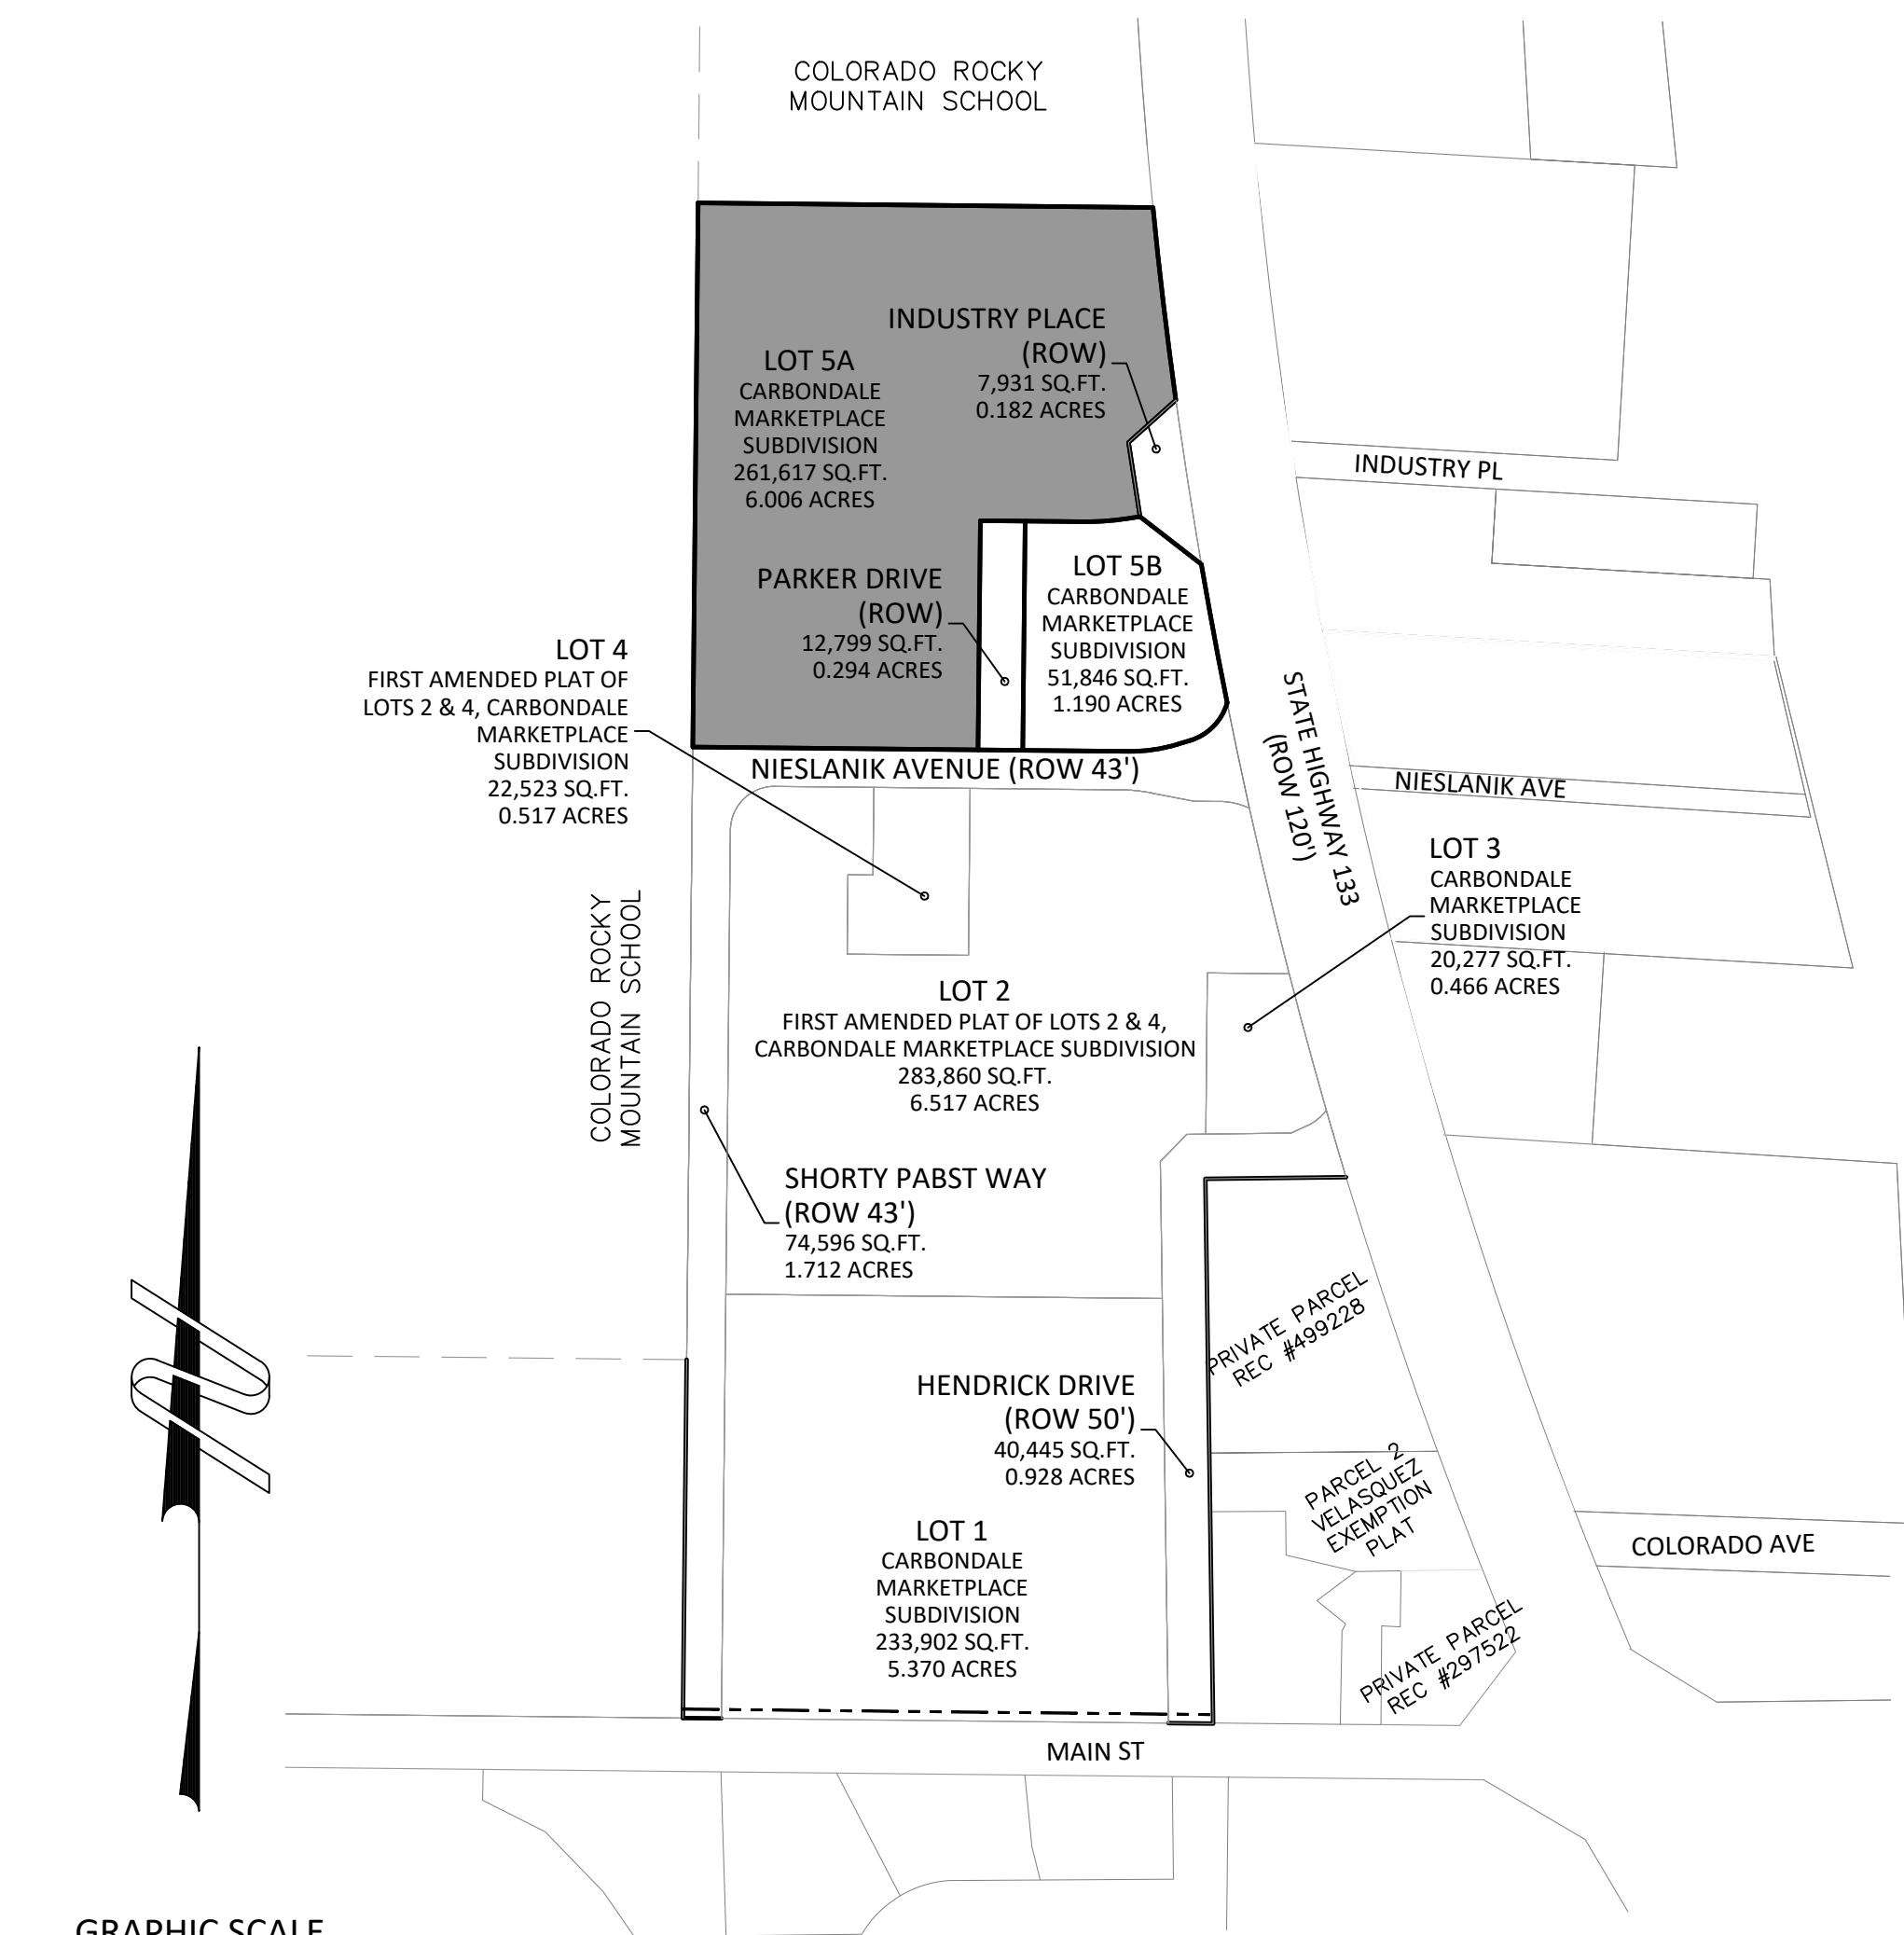 COLORADO ROCKY
MOUNTAIN SCHOOL
INDUSTRY PLACE
(ROW)
7,931 SQ.FT.
0.182 ACRES
LOT 5A
CARBONDALE
MARKETPLACE
SUBDIVISION
261,617 SQ.FT.
6.006 ACRES
INDUSTRY PL
PARKER DRIVE
(ROW)
12,799 SQ.FT.
0.294 ACRES
LOT 5B
CARBONDALE
MARKETPLACE
SUBDIVISION
51,846 SQ.FT.
1.190 ACRES
LOT 4
FIRST AMENDED PLAT OF
LOTS 2 & 4, CARBONDALE
MARKETPLACE
SUBDIVISION
22,523 SQ.FT.
0.517 ACRES
NIESLANIK AVENUE (ROW 43')
STATE HIGHWAY 133
(ROW 120')
NIESLANIK AVE
LOT 3
CARBONDALE
MARKETPLACE
SUBDIVISION
20,277 SQ.FT.
0.466 ACRES
COLORADO ROCKY
MOUNTAIN SCHOOL
LOT 2
FIRST AMENDED PLAT OF LOTS 2 & 4,
CARBONDALE MARKETPLACE SUBDIVISION
283,860 SQ.FT.
6.517 ACRES
SHORTY PABST WAY
(ROW 43')
74,596 SQ.FT.
1.712 ACRES
PRIVATE PARCEL
REC #499228
HENDRICK DRIVE
(ROW 50')
40,445 SQ.FT.
0.928 ACRES
PARCEL 2
VELASQUEZ
EXEMPTION
PLAT
LOT 1
CARBONDALE
MARKETPLACE
SUBDIVISION
233,902 SQ.FT.
5.370 ACRES
COLORADO AVE
PRIVATE PARCEL
REC #297522
MAIN ST
GRAPHIC SCALE